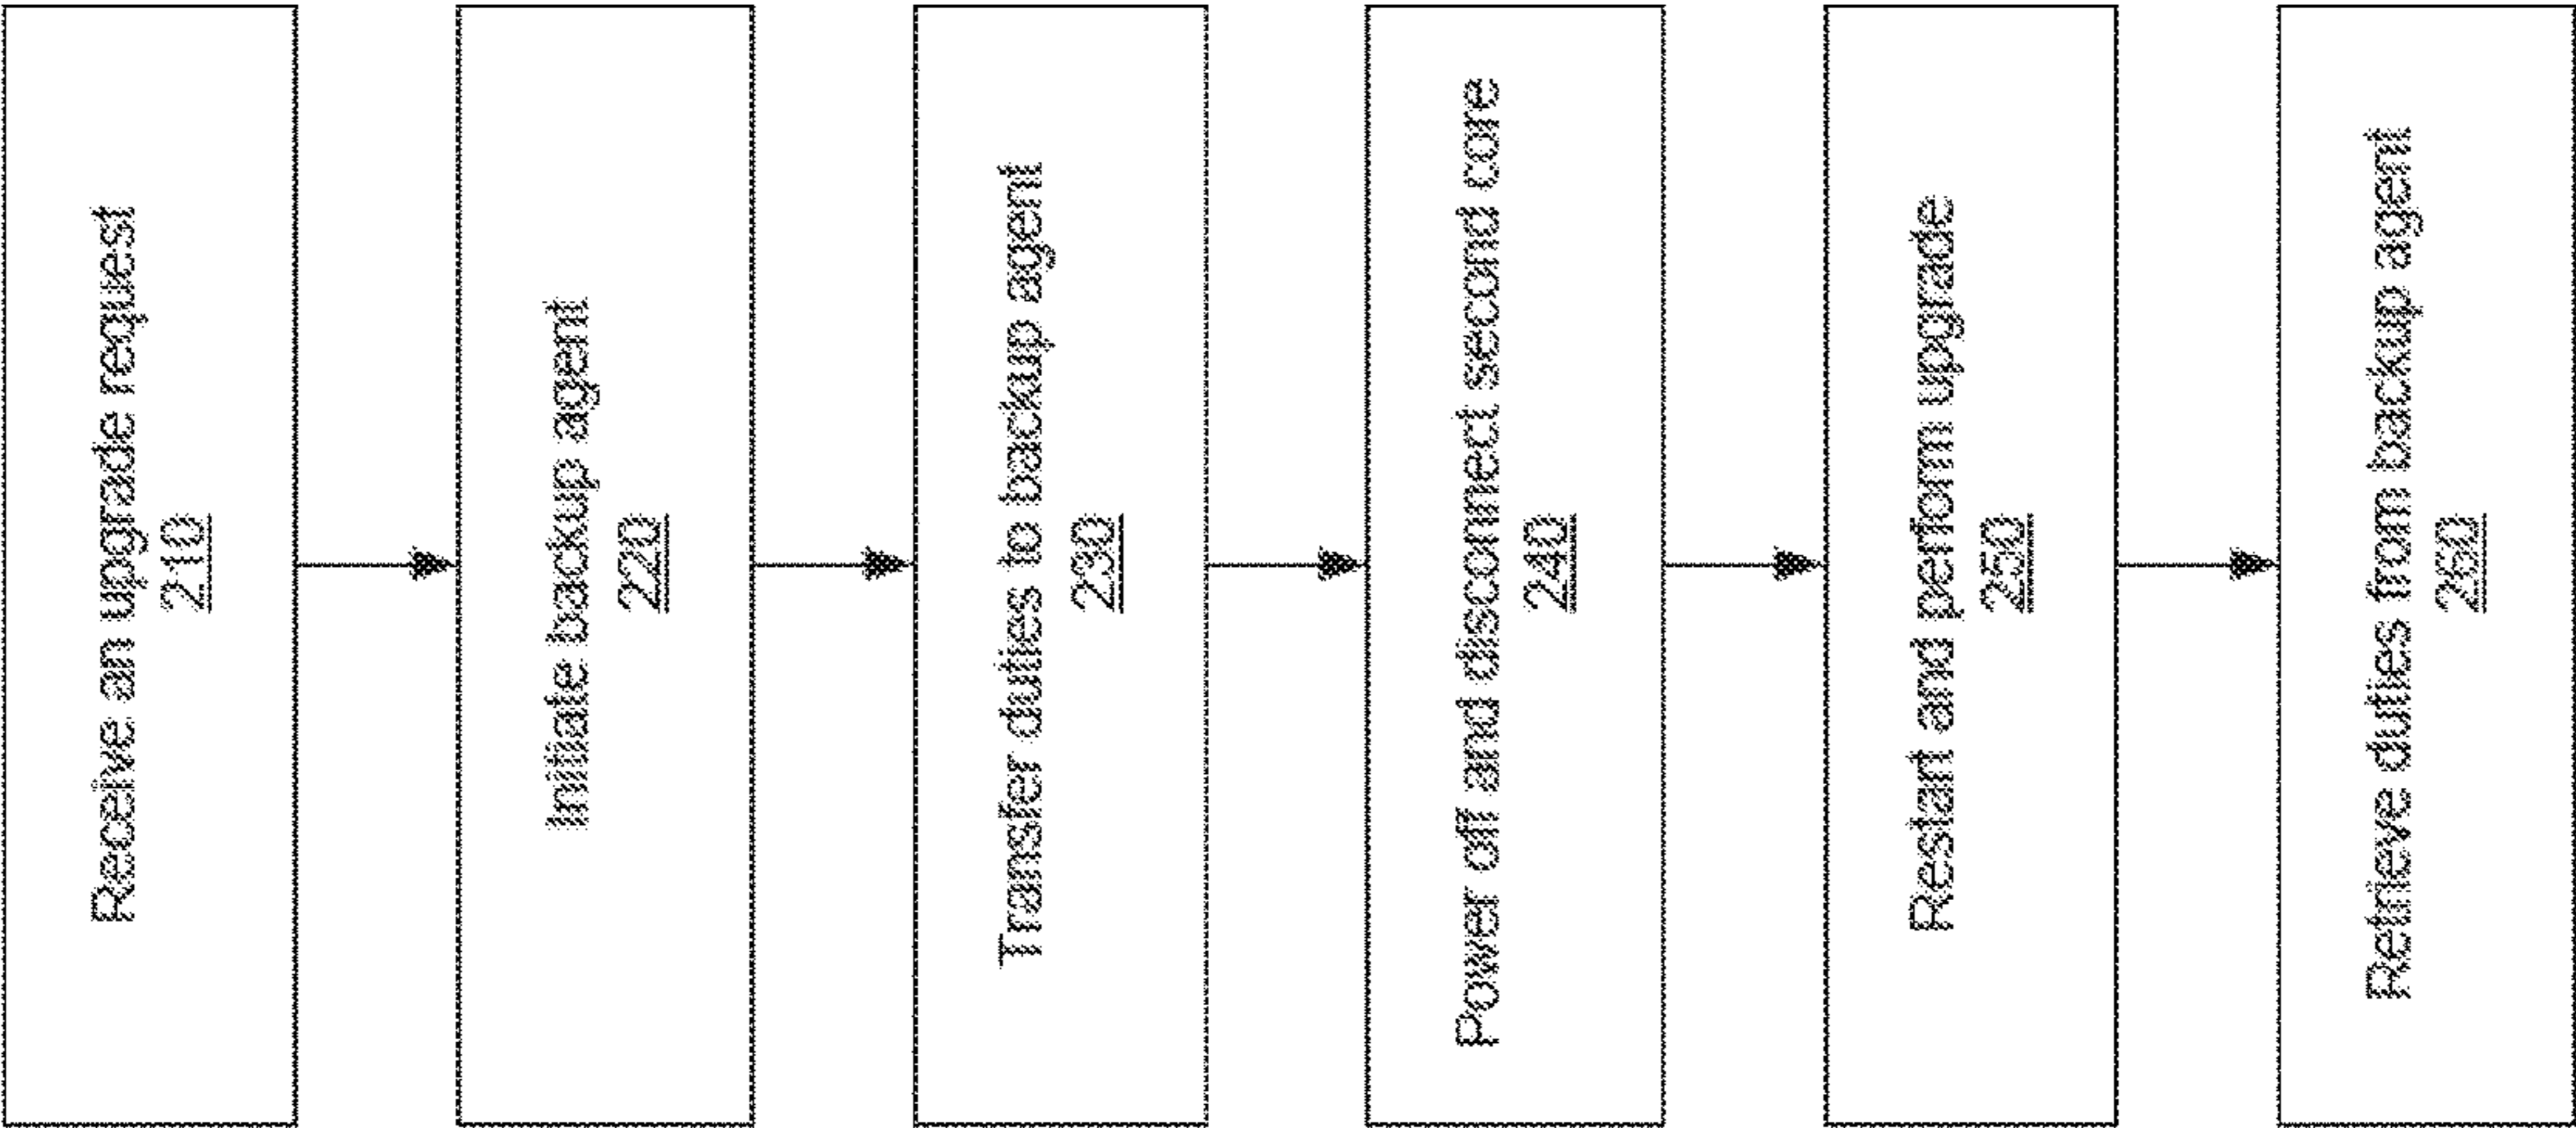 Receive an upgrade request
210
Initiate backup agent
220
Transfer duties to backup agent
230
Power off and disconnect second core
240
Restart and perform upgrade
250
Retrieve duties from backup agent
260